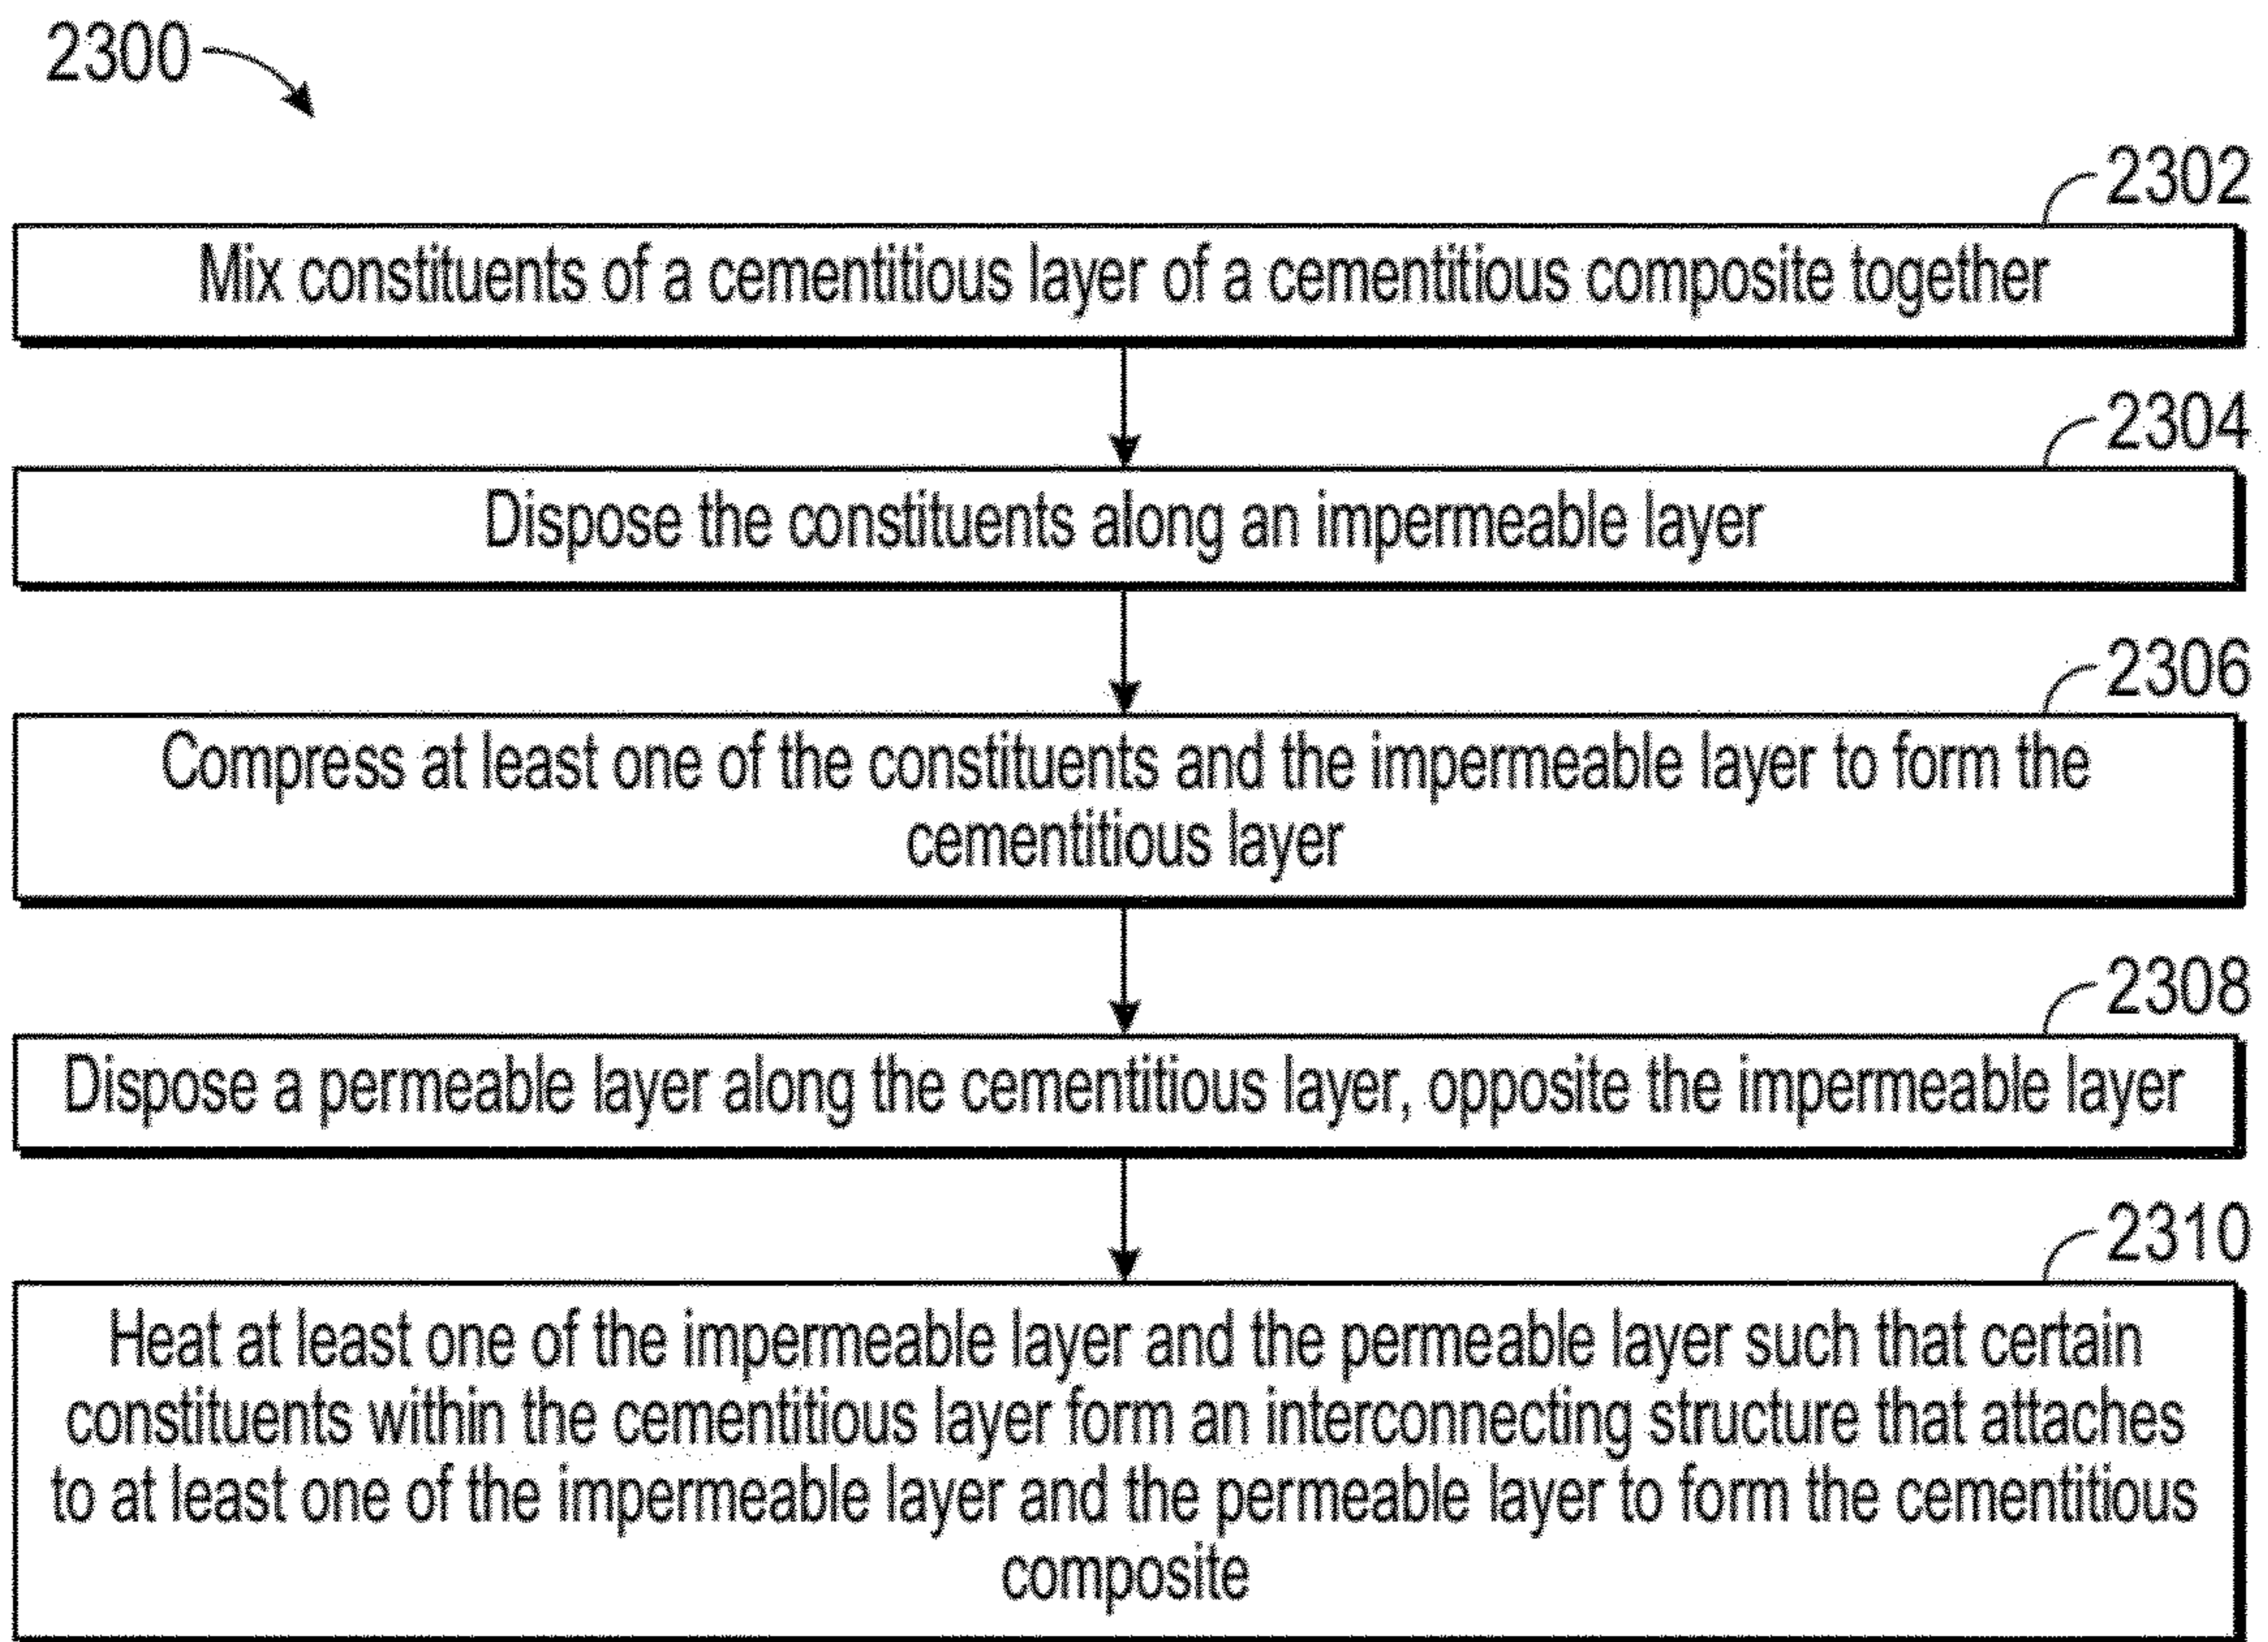 2300
2302
Mix constituents of a cementitious layer of a cementitious composite together
2304
Dispose the constituents along an impermeable layer
2306
Compress at least one of the constituents and the impermeable layer to form the
cementitious layer
2308
Dispose a permeable layer along the cementitious layer, opposite the impermeable layer
2310
Heat at least one of the impermeable layer and the permeable layer such that certain
constituents within the cementitious layer form an interconnecting structure that attaches
to at least one of the impermeable layer and the permeable layer to form the cementitious
composite